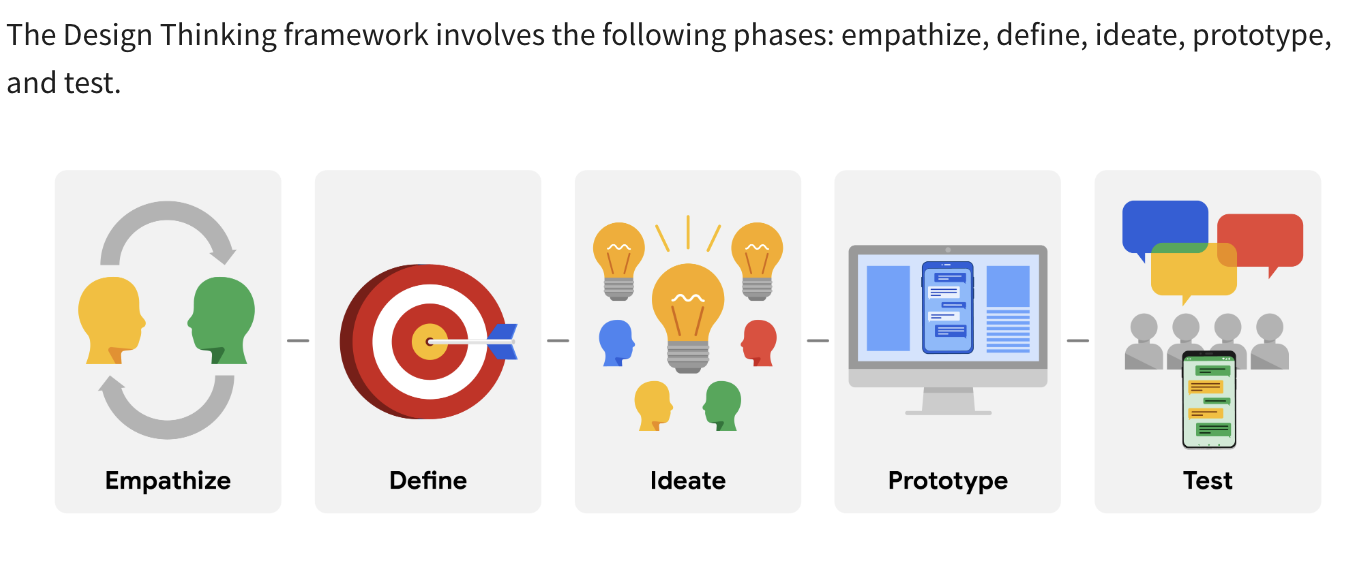 The Design Thinking framework involves the following phases: empathize, define, ideate, prototype,
and test.
Empathize
Define
Ideate
Prototype
Test